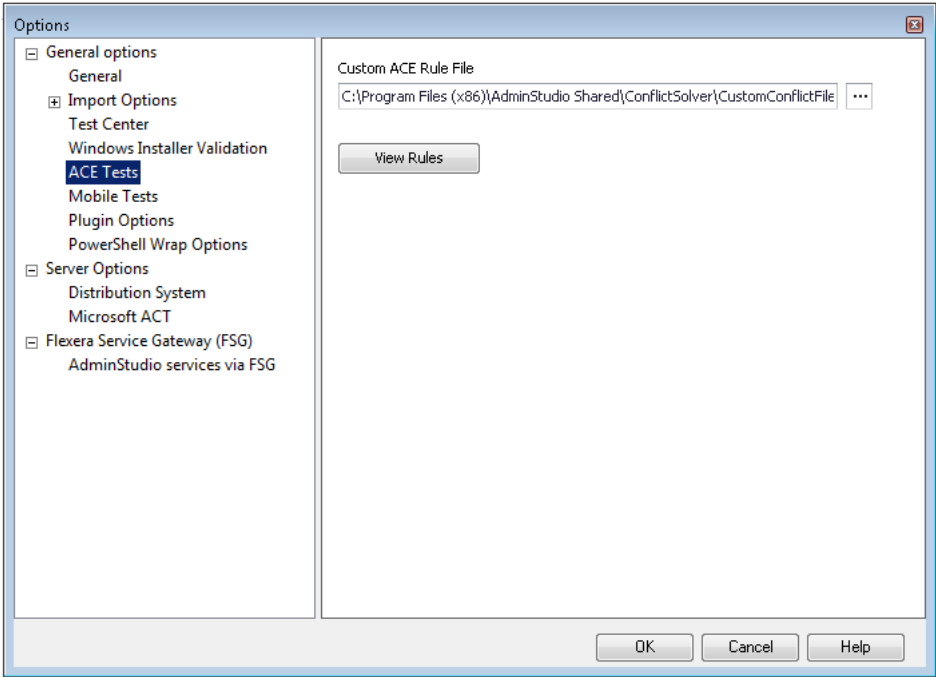 Options
General options
General
Import Options
Test Center
Windows Installer Validation
ACE Tests
Mobile Tests
Plugin Options
PowerShell Wrap Options
Server Options
Distribution System
Microsoft ACT
Flexera Service Gateway (FSG)
AdminStudio services via FSG
Custom ACE Rule File
C:\Program Files (x86)\AdminStudio Shared\ConflictSolver\CustomConflictFile
...
View Rules
OK
Cancel
Help